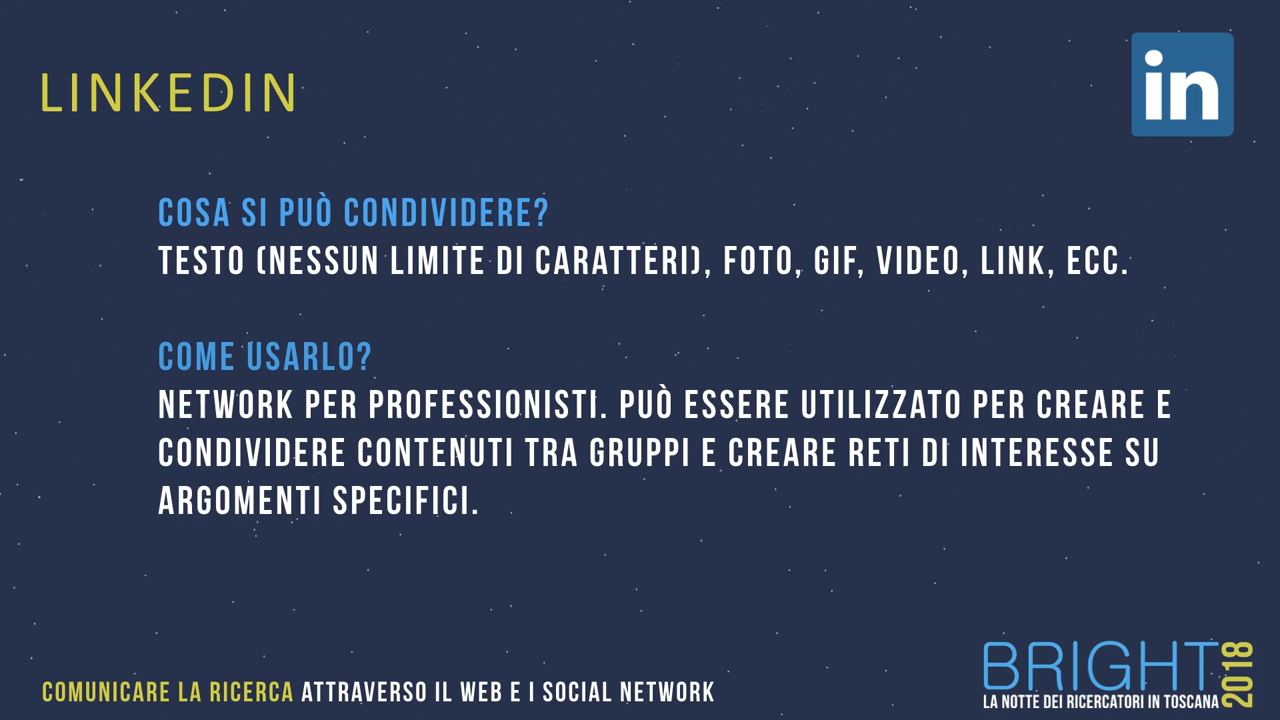 LINKEDIN
in
COSA SI PUÒ CONDIVIDERE?
TESTO (NESSUN LIMITE DI CARATTERI), FOTO, GIF, VIDEO, LINK, ECC.
COME USARLO?
NETWORK PER PROFESSIONISTI. PUÒ ESSERE UTILIZZATO PER CREARE E
CONDIVIDERE CONTENUTI TRA GRUPPI E CREARE RETI DI INTERESSE SU
ARGOMENTI SPECIFICI.
COMUNICARE LA RICERCA ATTRAVERSO IL WEB E I SOCIAL NETWORK
BRIGHT 2018
LA NOTTE DEI RICERCATORI IN TOSCANA